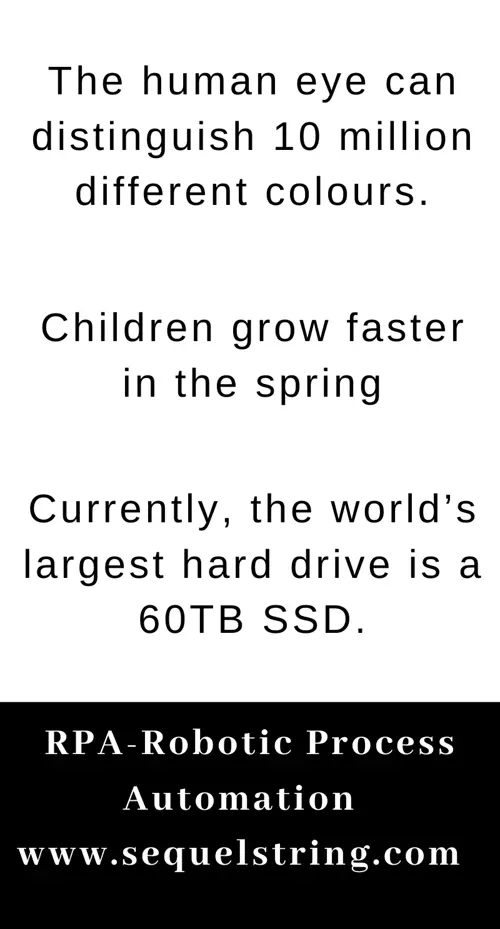 The human eye can
distinguish 10 million
different colours.
Children grow faster
in the spring
Currently, the world’s
largest hard drive is a
60TB SSD.
RPA-Robotic Process
Automation
www.sequelstring.com